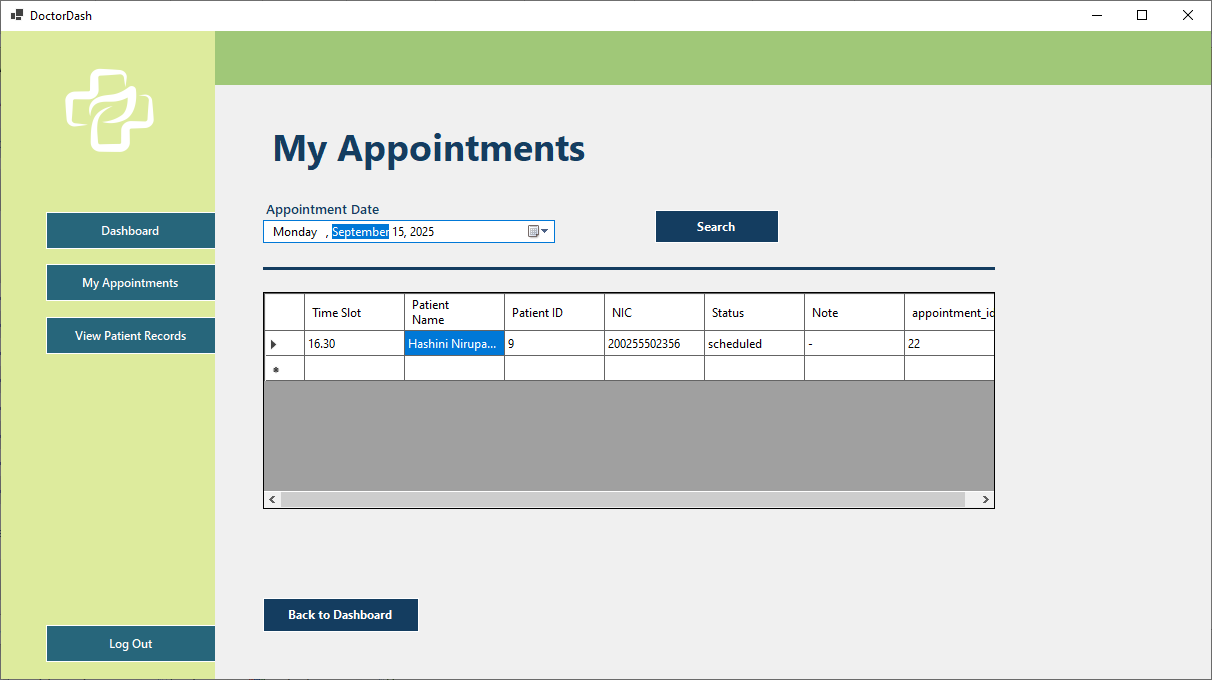 DoctorDash
My Appointments
Appointment Date
Monday , September 15, 2025
Search
Dashboard
My Appointments
View Patient Records
Time Slot Patient Name Patient ID NIC Status Note appointment_id
16.30 Hashini Nirupa... 9 200255502356 scheduled - 22
Back to Dashboard
Log Out